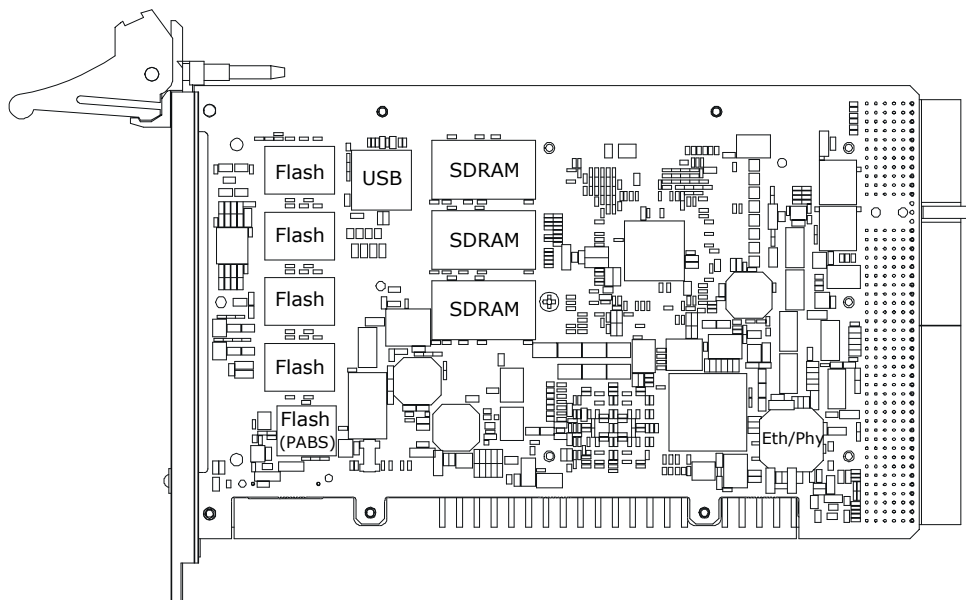 Flash
USB
SDRAM
Flash
SDRAM
Flash
SDRAM
Flash
Flash
(PABS)
Eth/Phy